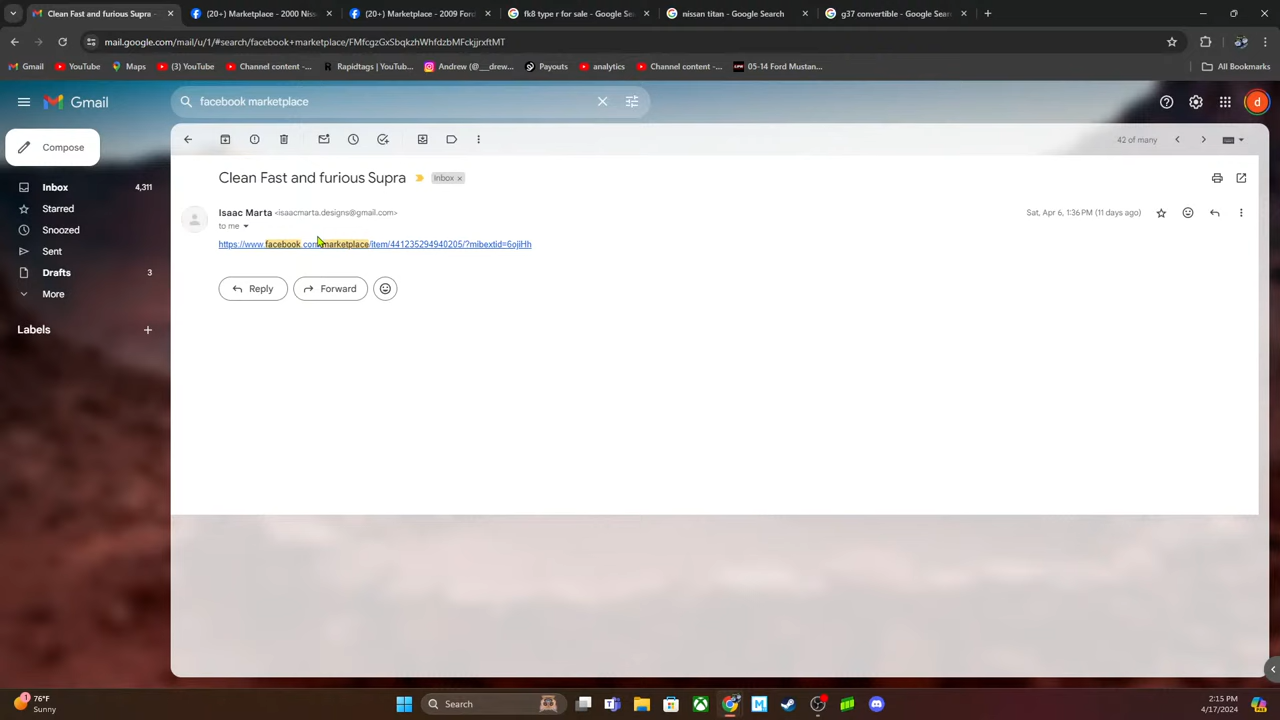 Clean Fast and furious Supra -
(20+) Marketplace - 2000 Niss
(20+) Marketplace - 2009 Ford
fk8 type r for sale - Google Se
nissan titan - Google Search
g37 convertible - Google Sear
mail.google.com/mail/u/1/#search/facebook+marketplace/FMfcgzGxSbqkzhWhfdzbMFckjjrxftMT
Gmail
YouTube
Maps
(3) YouTube
Channel content -...
Rapidtags | YouTub...
Andrew (@___drew...
Payouts
analytics
Channel content -...
05-14 Ford Mustan...
All Bookmarks
Gmail
facebook marketplace
d
Compose
42 of many
Inbox 4,311
Starred
Snoozed
Sent
Drafts 3
More
Labels
Clean Fast and furious Supra
Inbox x
Isaac Marta <isaacmarta.designs@gmail.com>
Sat, Apr 6, 1:36 PM (11 days ago)
to me
https://www.facebook.com/marketplace/item/441235294940205/?mibextid=6ojiHh
Reply
Forward
1
76°F
Sunny
Search
2:15 PM
4/17/2024